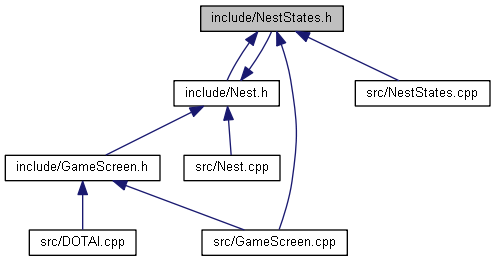 include/NestStates.h
include/Nest.h
src/NestStates.cpp
include/GameScreen.h
src/Nest.cpp
src/DOTAI.cpp
src/GameScreen.cpp